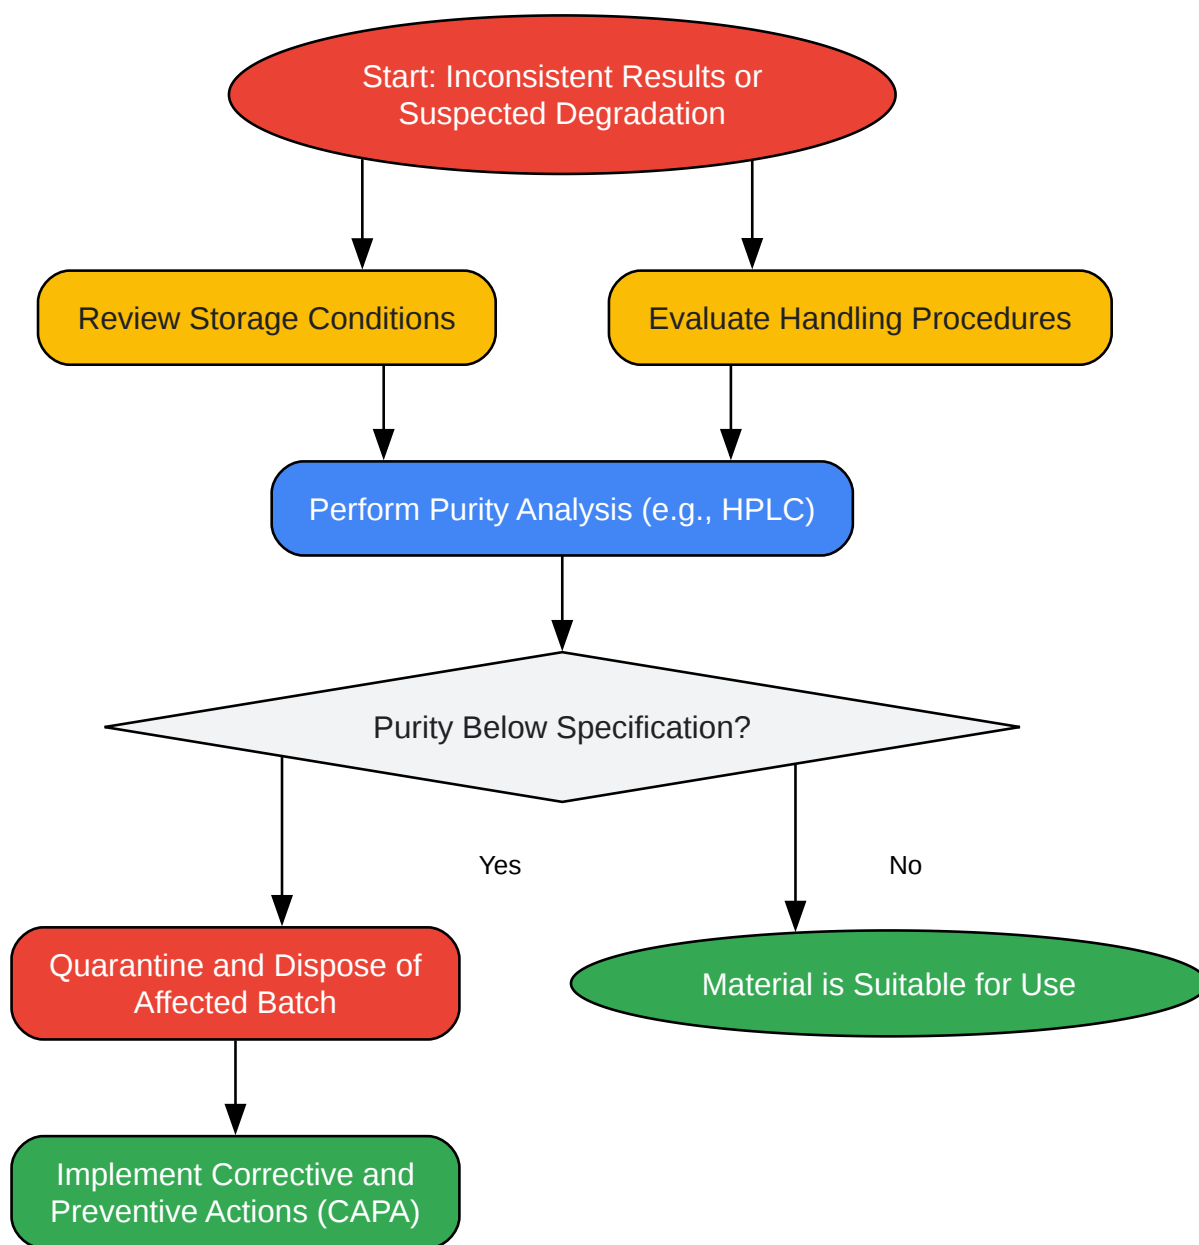 Start: Inconsistent Results or
Suspected Degradation
Review Storage Conditions
Evaluate Handling Procedures
Perform Purity Analysis (e.g., HPLC)
Purity Below Specification?
Yes
No
Quarantine and Dispose of
Affected Batch
Material is Suitable for Use
Implement Corrective and
Preventive Actions (CAPA)